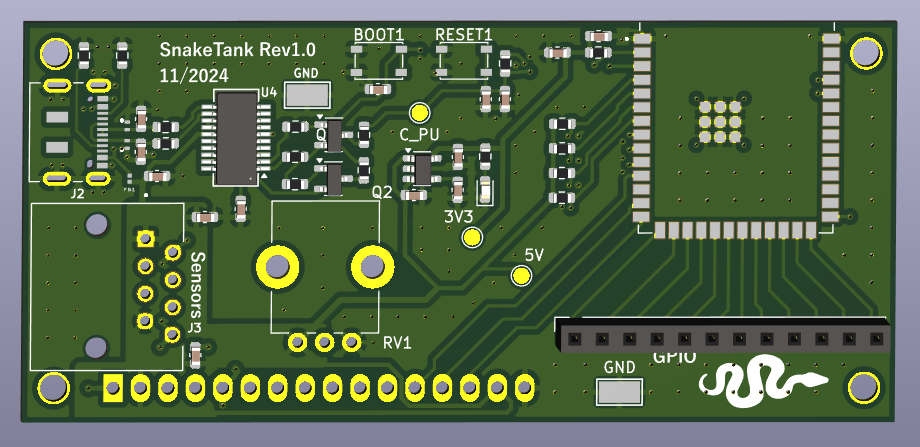 SnakeTank Rev1.0
11/2024
BOOT1
RESET1
GND
U4
Q
C_PU
J2
Q2
3V3
5V
Sensors
J3
RV1
GPIO
GND